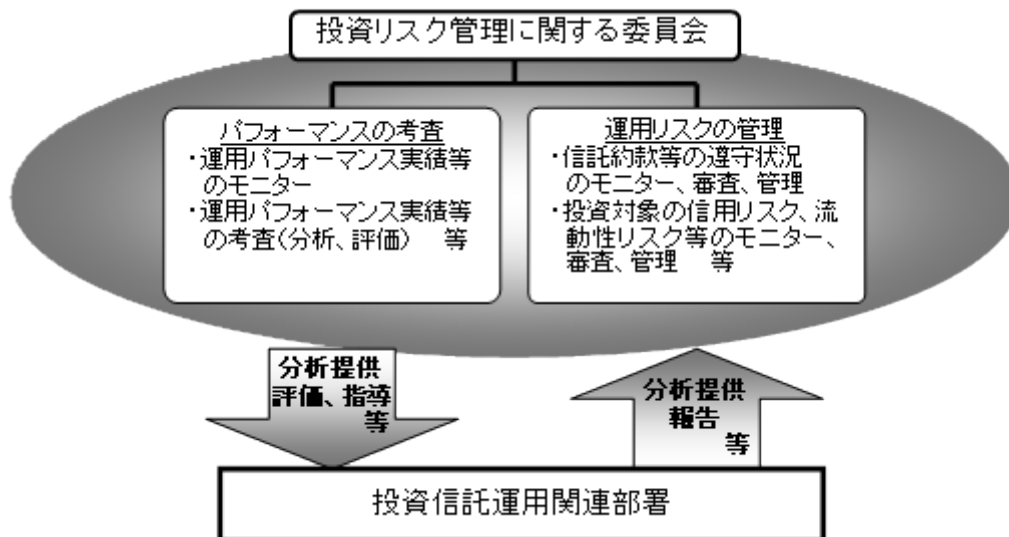 投資リスク管理に関する委員会
パフォーマンスの考査
・運用パフォーマンス実績等
のモニター
・運用パフォーマンス実績等
の考査(分析、評価) 等
運用リスクの管理
・信託約款等の遵守状況
のモニター、審査、管理
・投資対象の信用リスク、流
動性リスク等のモニター、
審査、管理 等
分析提供
評価、指導
等
分析提供
報告
等
投資信託運用関連部署